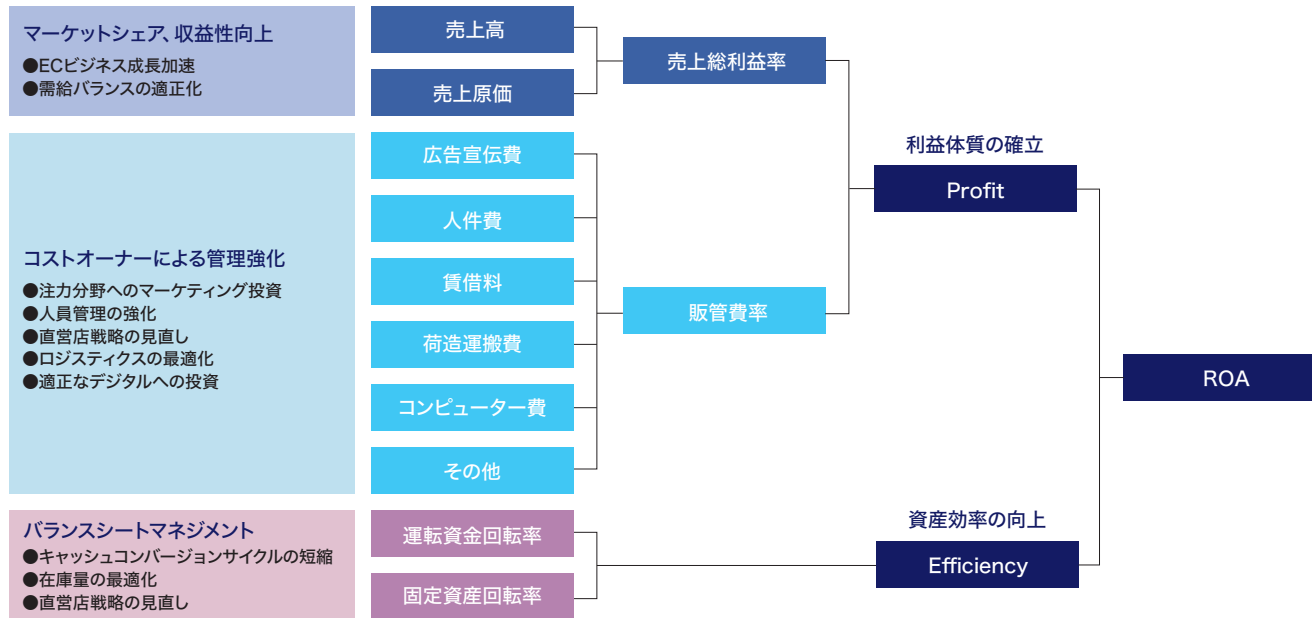 マーケットシェア、収益性向上
●ECビジネス成長加速
●需給バランスの適正化
売上高
売上原価
売上総利益率
コストオーナーによる管理強化
●注力分野へのマーケティング投資
●人員管理の強化
●直営店戦略の見直し
●ロジスティクスの最適化
●適正なデジタルへの投資
広告宣伝費
人件費
賃借料
荷造運搬費
コンピューター費
その他
販管費率
利益体質の確立
Profit
バランスシートマネジメント
●キャッシュコンバージョンサイクルの短縮
●在庫量の最適化
●直営店戦略の見直し
運転資金回転率
固定資産回転率
資産効率の向上
Efficiency
ROA